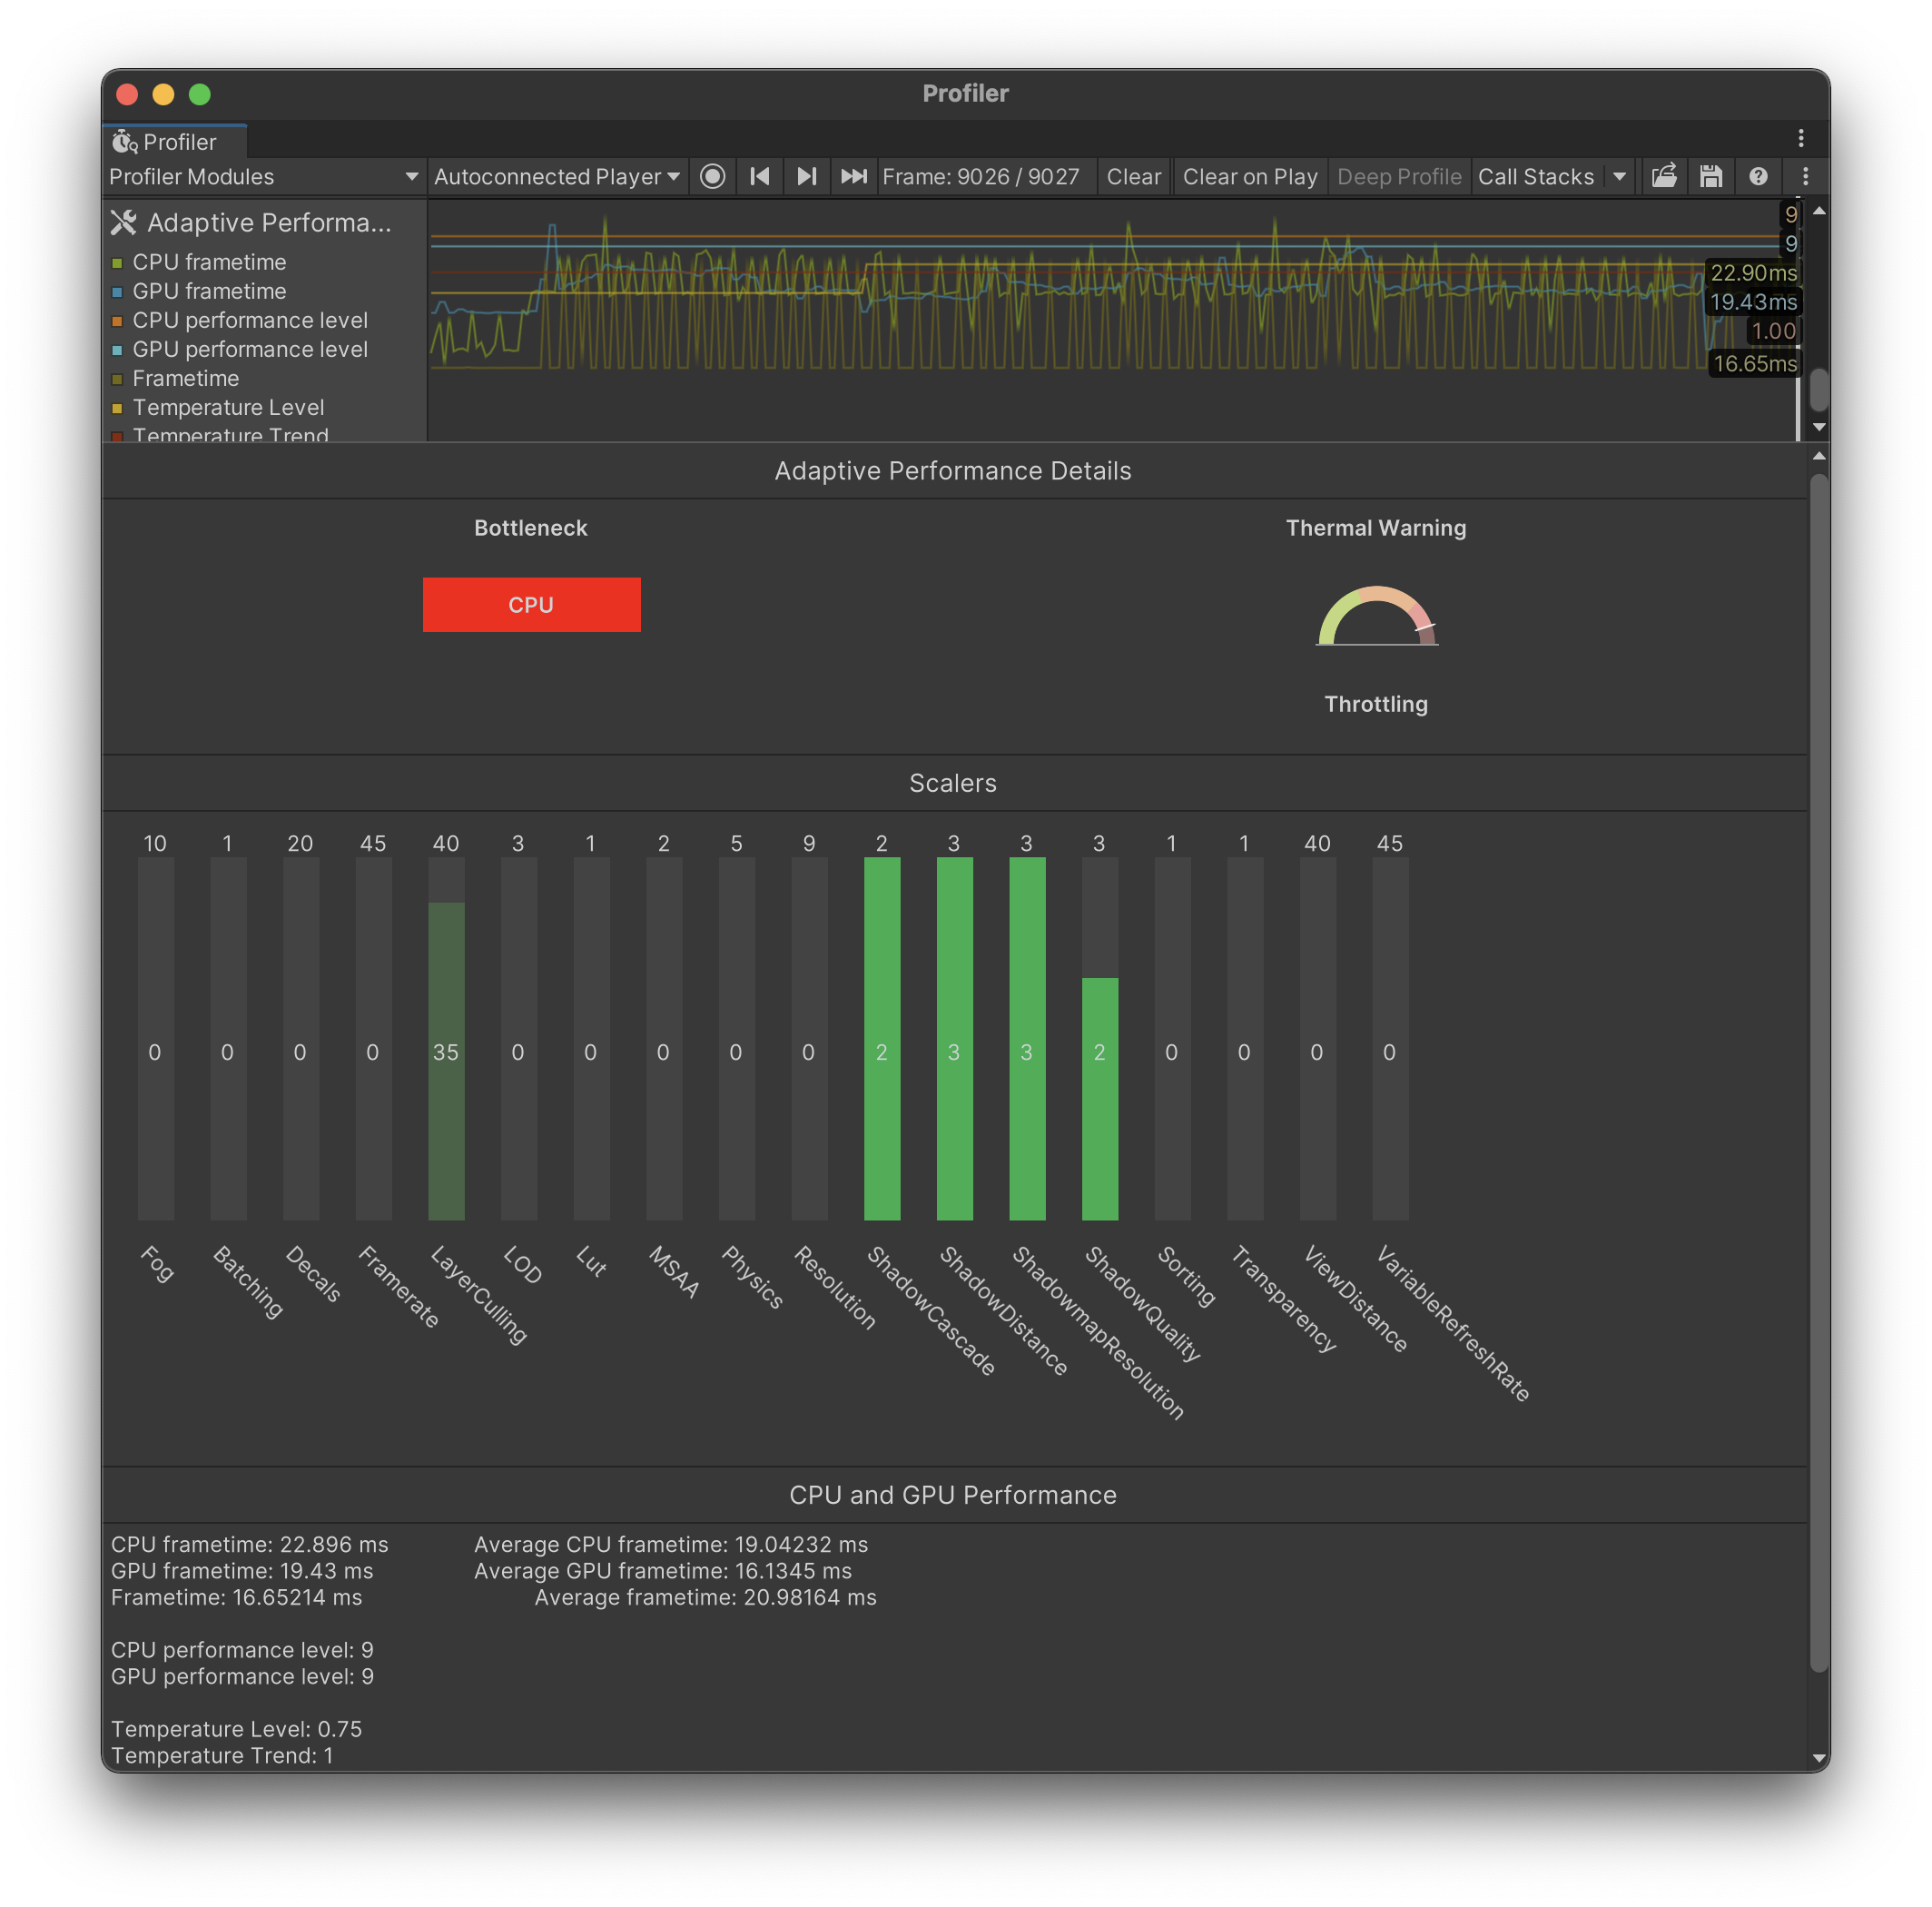 Profiler
Profiler
Profiler Modules
Autoconnected Player
Frame: 9026 / 9027
Clear
Clear on Play
Deep Profile
Call Stacks
Adaptive Performa...
CPU frametime
GPU frametime
CPU performance level
GPU performance level
Frametime
Temperature Level
Temperature Trend
9
9
22.90ms
19.43ms
1.00
16.65ms
Adaptive Performance Details
Bottleneck
Thermal Warning
CPU
Throttling
Scalers
10 1 20 45 40 3 1 2 5 9 2 3 3 3 1 1 40 45
0 0 0 0 35 0 0 0 0 0 2 3 3 2 0 0 0 0
Fog Batching Decals Framerate LayerCulling LOD Lut MSAA Physics Resolution ShadowCascade ShadowDistance ShadowmapResolution ShadowQuality Sorting Transparency ViewDistance VariableRefreshRate
CPU and GPU Performance
CPU frametime: 22.896 ms Average CPU frametime: 19.04232 ms
GPU frametime: 19.43 ms Average GPU frametime: 16.1345 ms
Frametime: 16.65214 ms Average frametime: 20.98164 ms
CPU performance level: 9
GPU performance level: 9
Temperature Level: 0.75
Temperature Trend: 1